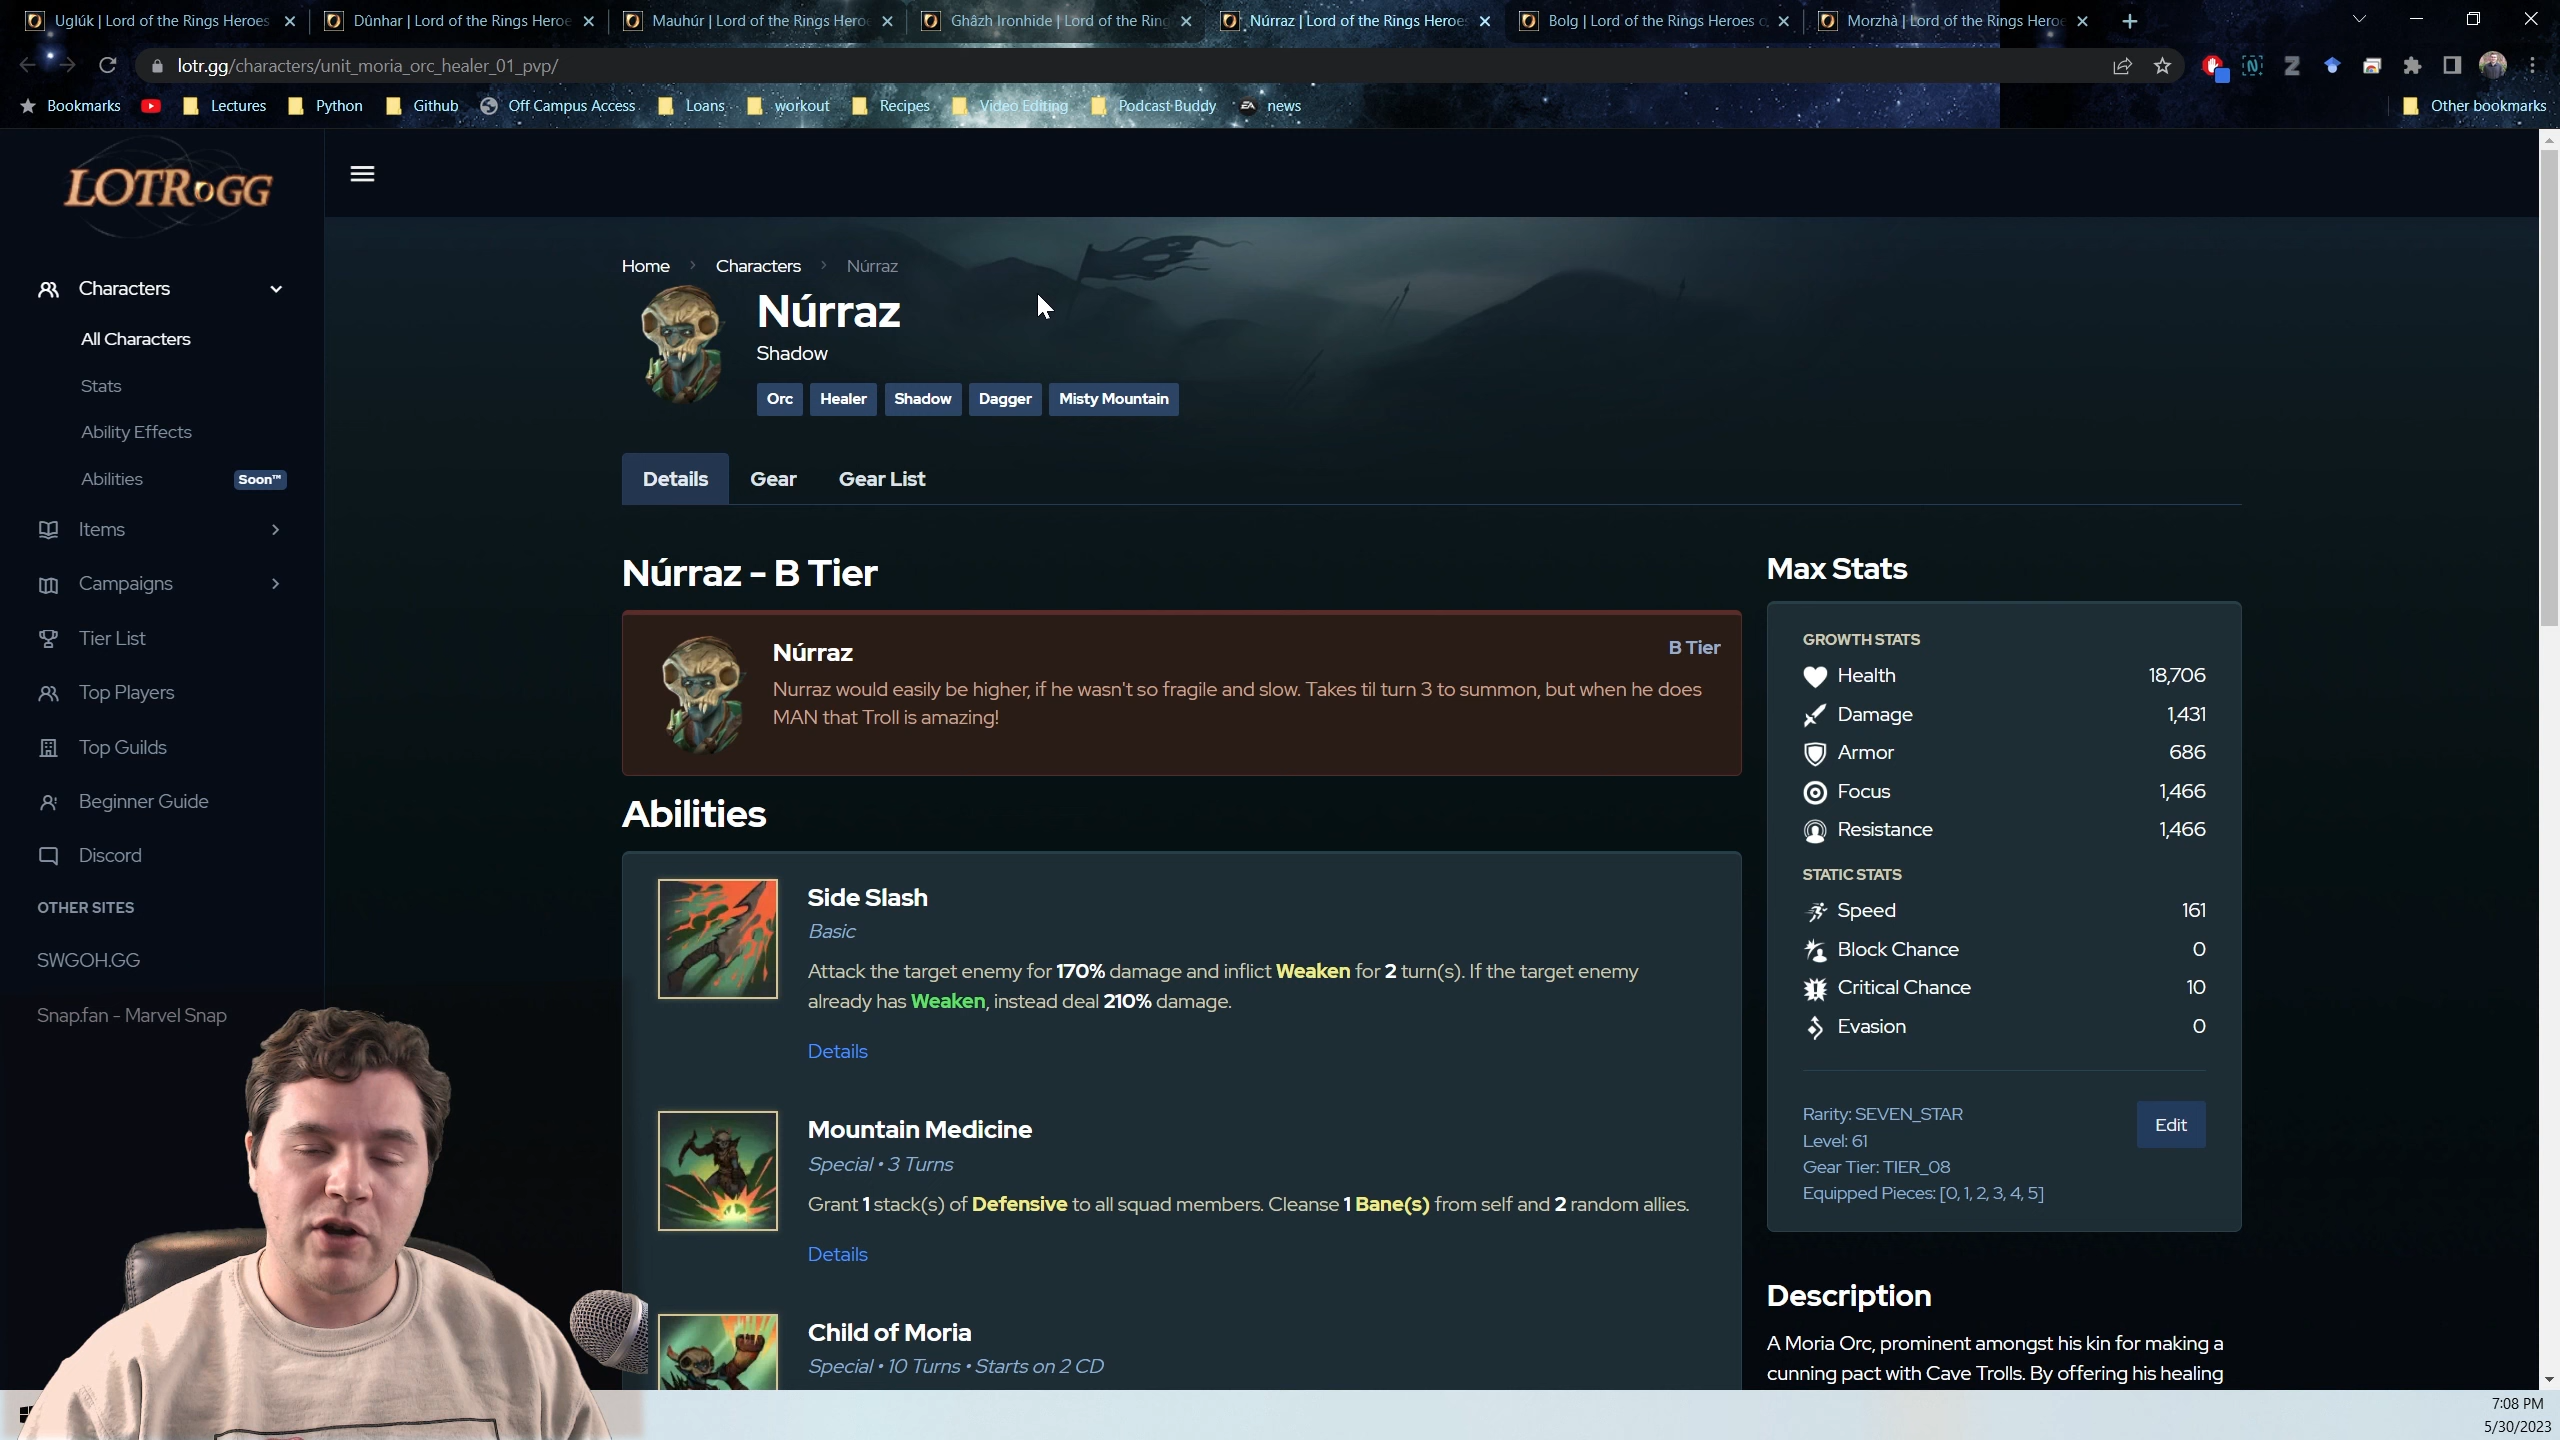 Uglúk | Lord of the Rings Heroes
Dûnhar | Lord of the Rings Heroe
Mauhúr | Lord of the Rings Hero
Ghâzh Ironhide | Lord of the Ring
Núrraz | Lord of the Rings Heroes
Bolg | Lord of the Rings Heroes c
Morzhà | Lord of the Rings Heroe
lotr.gg/characters/unit_moria_orc_healer_01_pvp/
Bookmarks Lectures Python Github Off Campus Access Loans workout Recipes Video Editing Podcast Buddy EA news Other bookmarks
LOTR GG
Characters
All Characters
Stats
Ability Effects
Abilities Soon™
Items
Campaigns
Tier List
Top Players
Top Guilds
Beginner Guide
Discord
OTHER SITES
SWGOH.GG
Snap.fan - Marvel Snap
Home > Characters > Núrraz
Núrraz
Shadow
Orc Healer Shadow Dagger Misty Mountain
Details Gear Gear List
Núrraz - B Tier
Núrraz B Tier
Nurraz would easily be higher, if he wasn't so fragile and slow. Takes til turn 3 to summon, but when he does
MAN that Troll is amazing!
Abilities
Side Slash
Basic
Attack the target enemy for 170% damage and inflict Weaken for 2 turn(s). If the target enemy
already has Weaken, instead deal 210% damage.
Details
Mountain Medicine
Special • 3 Turns
Grant 1 stack(s) of Defensive to all squad members. Cleanse 1 Bane(s) from self and 2 random allies.
Details
Child of Moria
Special • 10 Turns • Starts on 2 CD
Max Stats
GROWTH STATS
Health 18,706
Damage 1,431
Armor 686
Focus 1,466
Resistance 1,466
STATIC STATS
Speed 161
Block Chance 0
Critical Chance 10
Evasion 0
Rarity: SEVEN_STAR
Level: 61
Gear Tier: TIER_08
Equipped Pieces: [0, 1, 2, 3, 4, 5]
Edit
Description
A Moria Orc, prominent amongst his kin for making a
cunning pact with Cave Trolls. By offering his healing
7:08 PM
5/30/2023